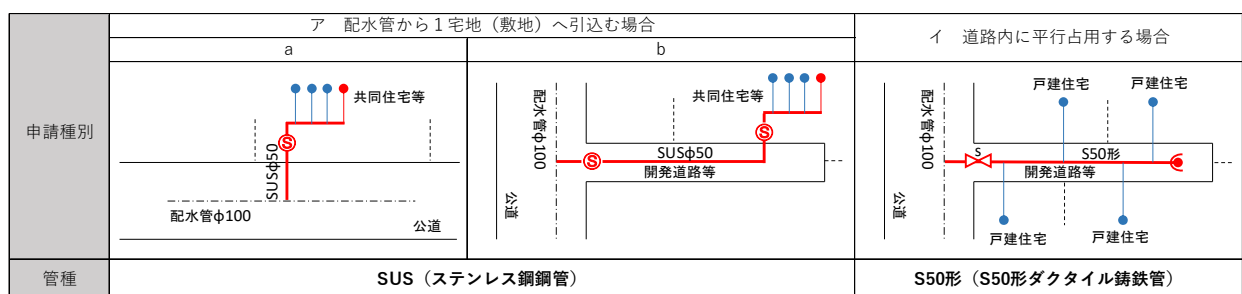 申請種別
ア　配水管から１宅地（敷地）へ引込む場合
イ　道路内に平行占用する場合
a
b
共同住宅等
S
SUSφ50
配水管φ100
公道
共同住宅等
配水管φ100
S
S
SUSφ50
開発道路等
公道
戸建住宅
戸建住宅
配水管φ100
S
S50形
開発道路等
公道
戸建住宅
戸建住宅
管種
SUS（ステンレス鋼鋼管）
S50形（S50形ダクタイル鋳鉄管）